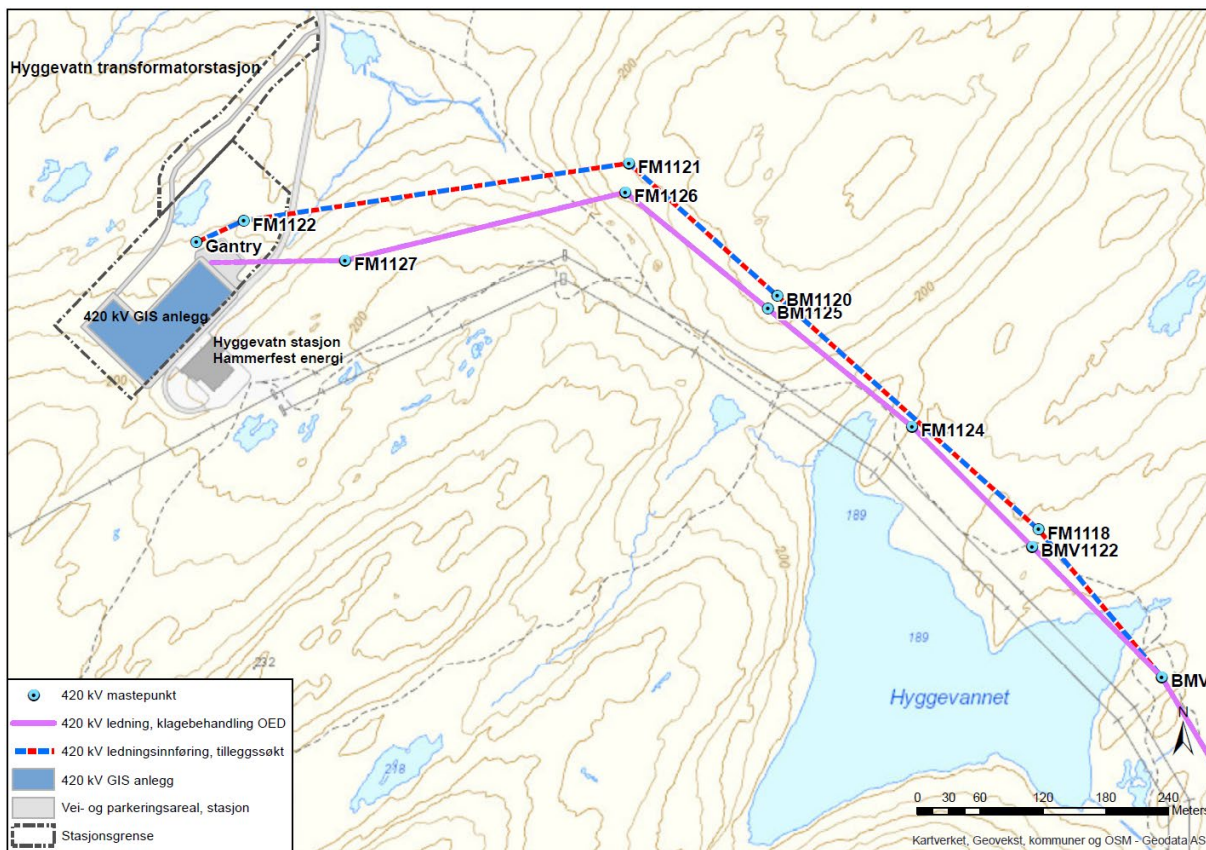 Hyggevatn transformatorstasjon
200
FM1121
FM1126
FM1122
Gantry
FM1127
BM1120
BM1125
200
420 kV GIS anlegg
200
Hyggevatn stasjon
Hammerfest energi
FM1124
189
FM1118
BMV1122
200
189
232
BMV
Hyggevannet
N
218
420 kV mastepunkt
420 kV ledning, klagebehandling OED
420 kV ledningsinnføring, tilleggssøkt
420 kV GIS anlegg
Vei- og parkeringsareal, stasjon
Stasjonsgrense
0 30 60 120 180 240
Meters
Kartverket, Geovekst, kommuner og OSM - Geodata AS